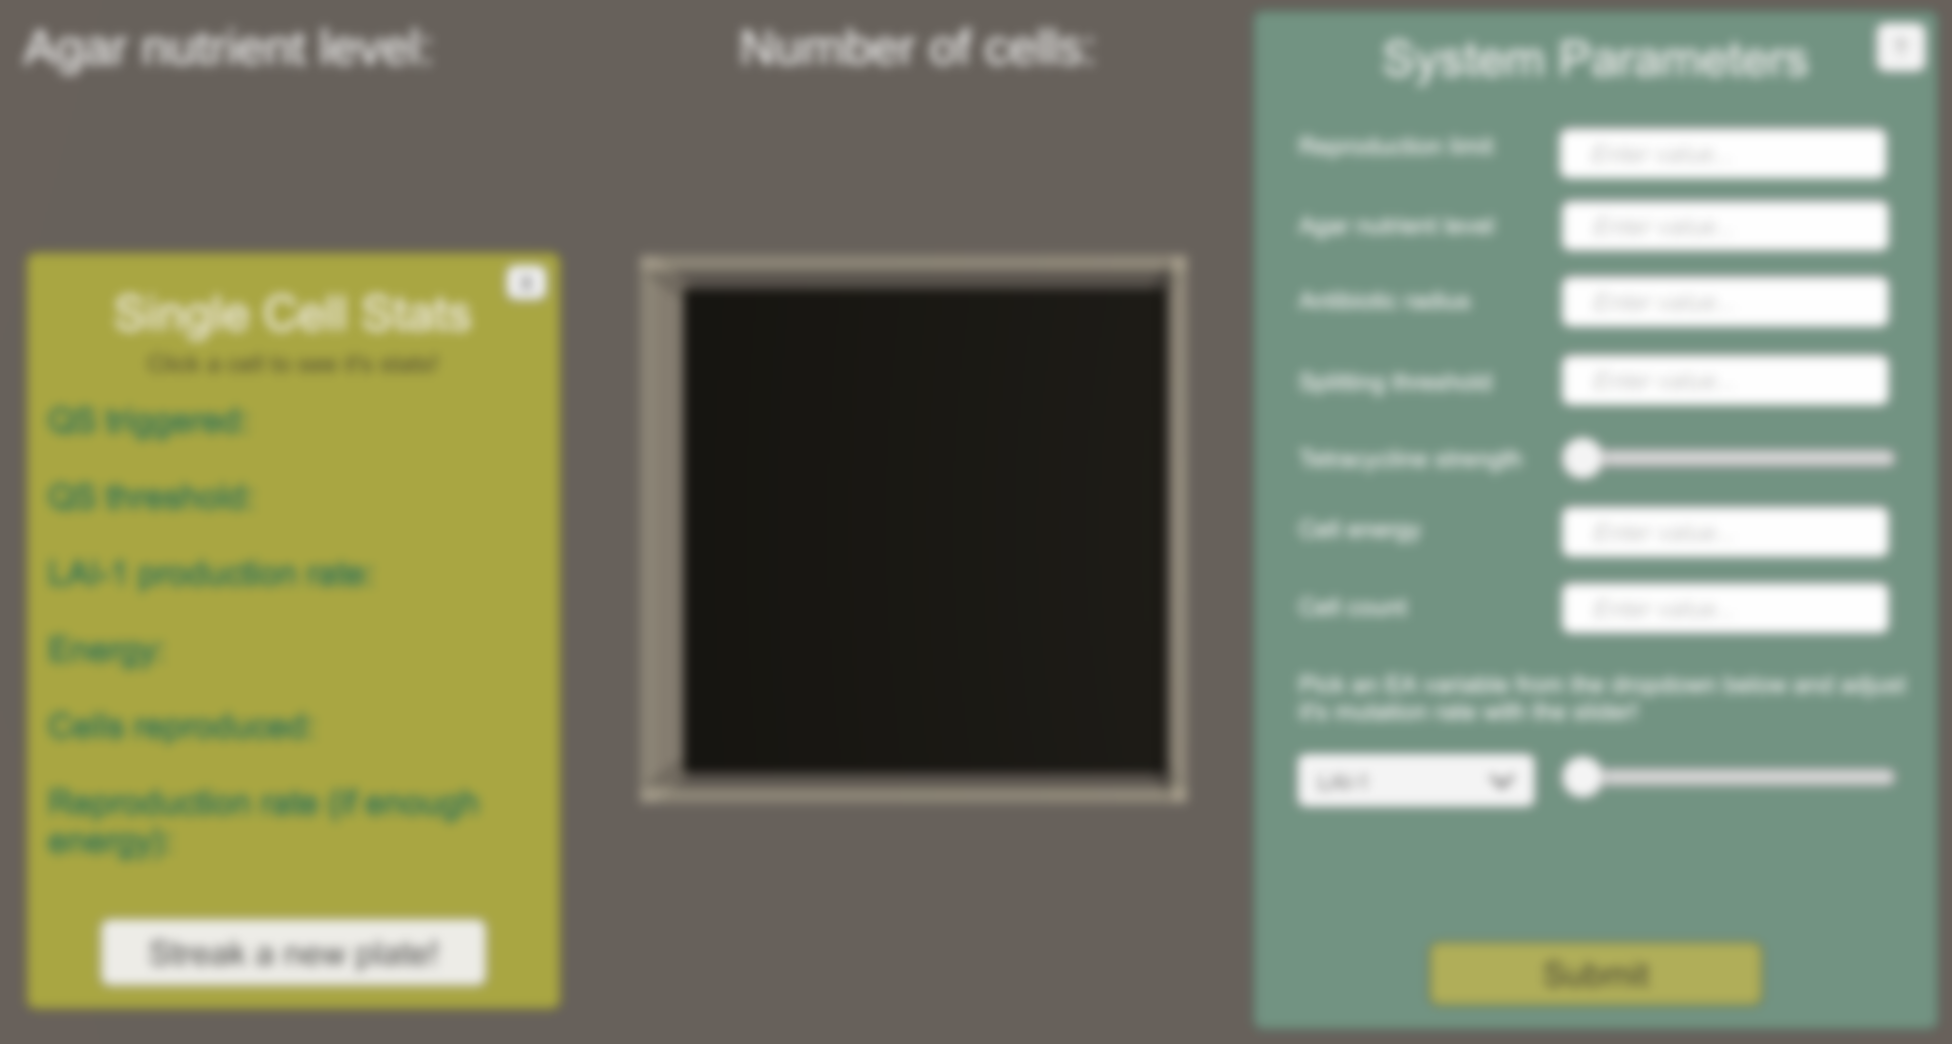 Agar nutrient level:
Number of cells:
Single Cell Stats
Click a cell to see it's stats!
QS triggered:
QS threshold:
LAI-1 production rate:
Energy:
Cells reproduced:
Reproduction rate (if enough
energy):
Streak a new plate!
System Parameters
Reproduction limit
Enter value...
Agar nutrient level
Enter value...
Antibiotic radius
Enter value...
Splitting threshold
Enter value...
Tetracycline strength
Cell energy
Enter value...
Cell count
Enter value...
Pick an EA variable from the dropdown below and adjust
it's mutation rate with the slider!
LAI-1
Submit